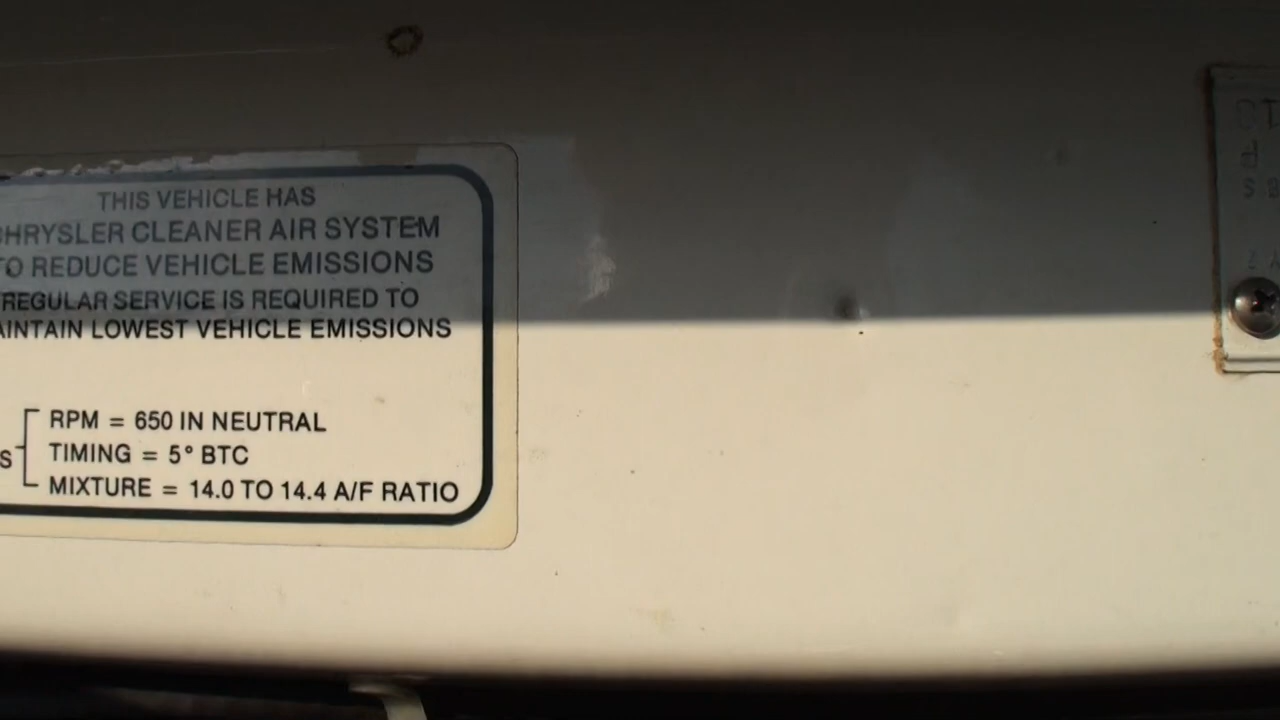 THIS VEHICLE HAS
CHRYSLER CLEANER AIR SYSTEM
TO REDUCE VEHICLE EMISSIONS
REGULAR SERVICE IS REQUIRED TO
AINTAIN LOWEST VEHICLE EMISSIONS
RPM = 650 IN NEUTRAL
S TIMING = 5° BTC
MIXTURE = 14.0 TO 14.4 A/F RATIO